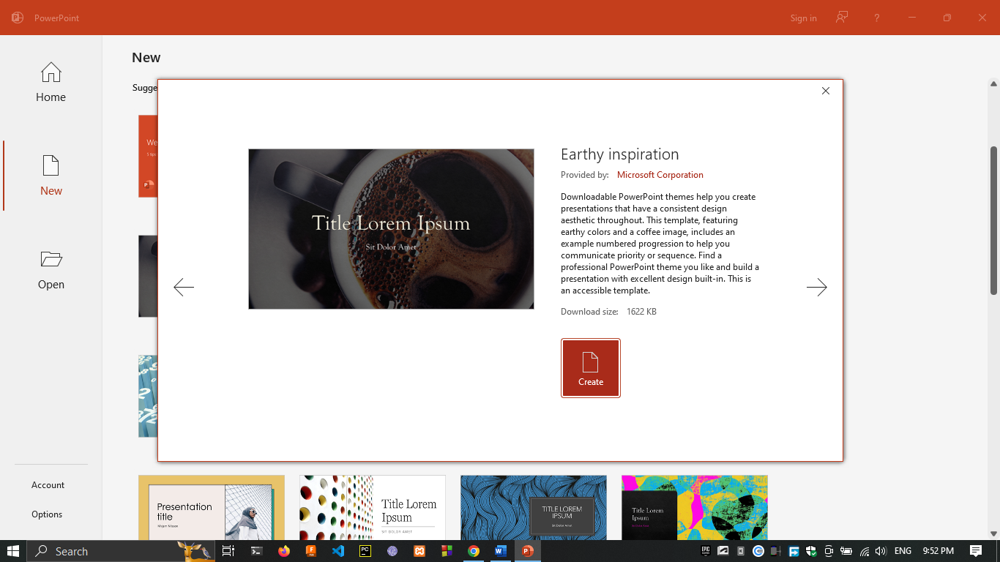 PowerPoint
Sign in
?
Home
New
Open
Account
Options
New
Sugge
We
Earthy inspiration
Provided by: Microsoft Corporation
Downloadable PowerPoint themes help you create
presentations that have a consistent design
aesthetic throughout. This template, featuring
earthy colors and a coffee image, includes an
example numbered progression to help you
communicate priority or sequence. Find a
professional PowerPoint theme you like and build a
presentation with excellent design built-in. This is
an accessible template.
Download size: 1622 KB
Create
Title Lorem Ipsum
Sit Dolor Amet
Presentation
title
Mirjam Nilsson
Title Lorem
Ipsum
SIT DOLOR AMET
TITLE LOREM
IPSUM
Sit Dolor Amet
Title Lorem
Ipsum
Sit Dolor Amet
Search
ENG
9:52 PM